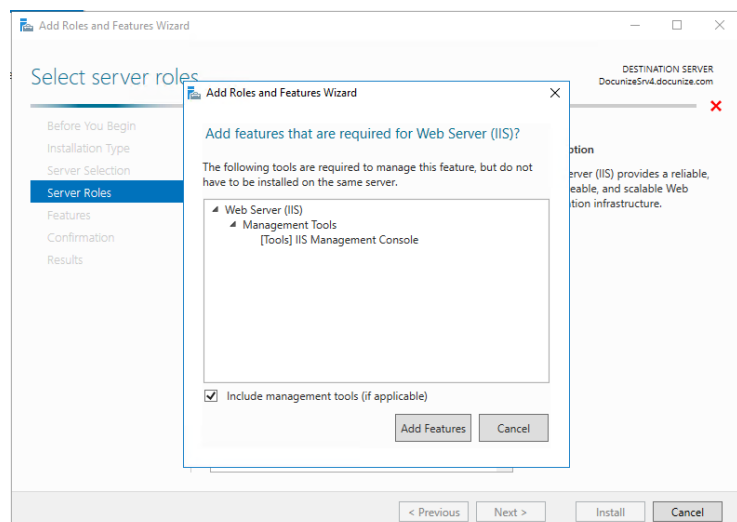 Add Roles and Features Wizard
Select server roles
DESTINATION SERVER
DocunizeSrv4.docunize.com
Before You Begin
Installation Type
Server Selection
Server Roles
Features
Confirmation
Results
Add Roles and Features Wizard
Add features that are required for Web Server (IIS)?
The following tools are required to manage this feature, but do not
have to be installed on the same server.
Web Server (IIS)
Management Tools
[Tools] IIS Management Console
Include management tools (if applicable)
Add Features
Cancel
ption
erver (IIS) provides a reliable,
eable, and scalable Web
tion infrastructure.
< Previous
Next >
Install
Cancel